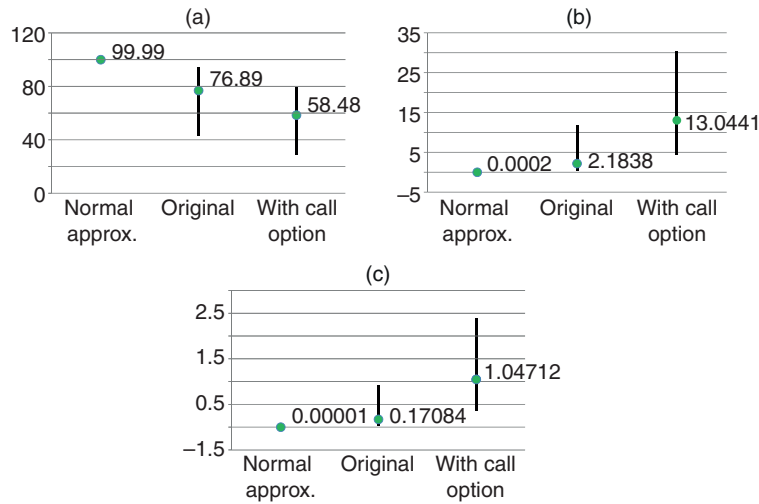 (a)
120
80
40
0
99.99
76.89
58.48
Normal approx.
Original
With call option
(b)
35
25
15
5
−5
0.0002
2.1838
13.0441
Normal approx.
Original
With call option
(c)
2.5
1.5
0.5
−1.5
0.00001
0.17084
1.04712
Normal approx.
Original
With call option